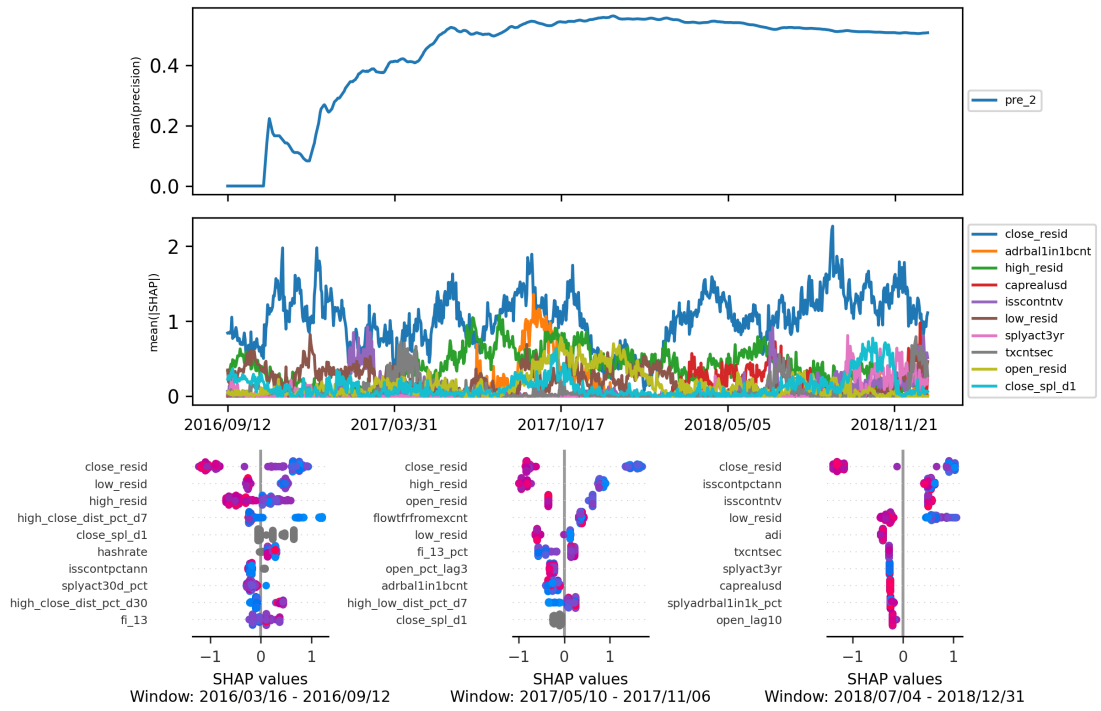 0.4
0.2
0.0
mean(precision)
pre_2
2
1
0
mean(|SHAP|)
2016/09/12
2017/03/31
2017/10/17
2018/05/05
2018/11/21
close_resid
adrbal1in1bcnt
high_resid
caprealusd
isscontntv
low_resid
splyact3yr
txcntsec
open_resid
close_spl_d1
close_resid
low_resid
high_resid
high_close_dist_pct_d7
close_spl_d1
hashrate
isscontpctann
splyact30d_pct
high_close_dist_pct_d30
fi_13
−1 0 1
SHAP values
Window: 2016/03/16 - 2016/09/12
close_resid
high_resid
open_resid
flowtfrfromexcnt
low_resid
fi_13_pct
open_pct_lag3
adrbal1in1bcnt
high_low_dist_pct_d7
close_spl_d1
−1 0 1
SHAP values
Window: 2017/05/10 - 2017/11/06
close_resid
isscontpctann
isscontntv
low_resid
adi
txcntsec
splyact3yr
caprealusd
splyadrbal1in1k_pct
open_lag10
−1 0 1
SHAP values
Window: 2018/07/04 - 2018/12/31